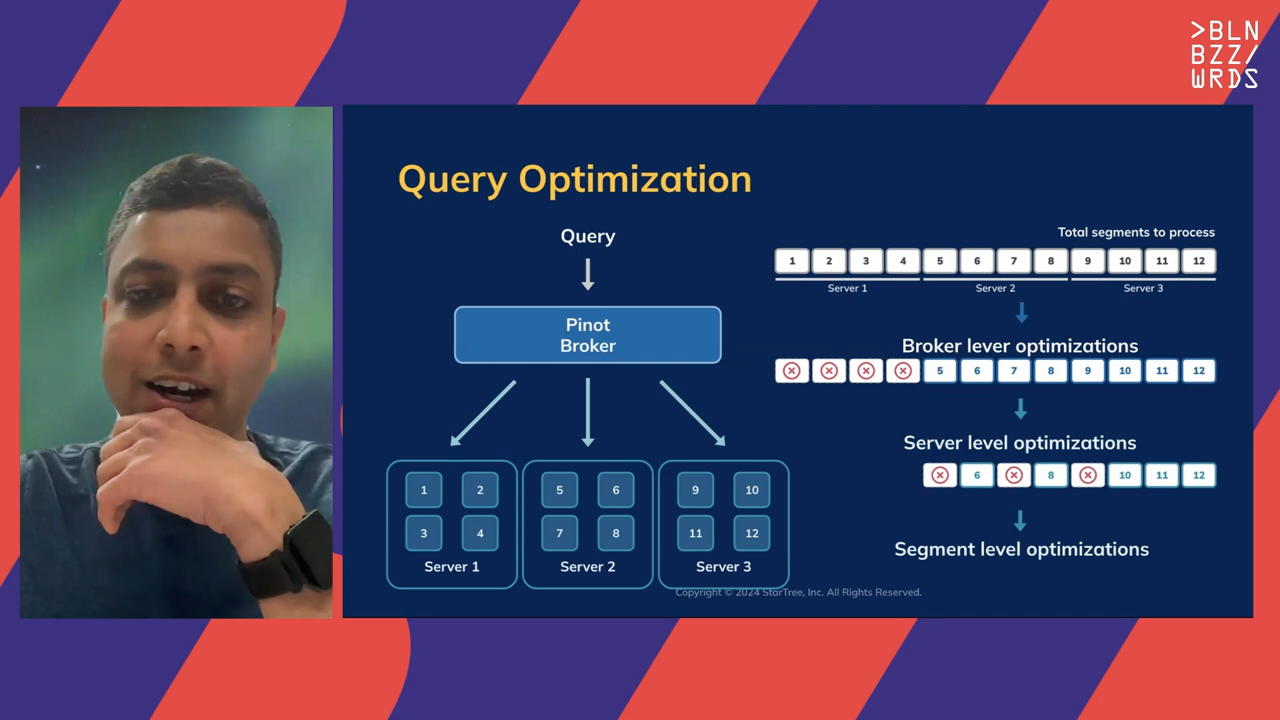 >BLN
BZZ/
WRDS
Query Optimization
Query
Pinot
Broker
1 2
3 4
Server 1
5 6
7 8
Server 2
9 10
11 12
Server 3
Total segments to process
1 2 3 4 5 6 7 8 9 10 11 12
Server 1 Server 2 Server 3
Broker lever optimizations
5 6 7 8 9 10 11 12
Server level optimizations
6 8 10 11 12
Segment level optimizations
Copyright © 2024 StarTree, Inc. All Rights Reserved.